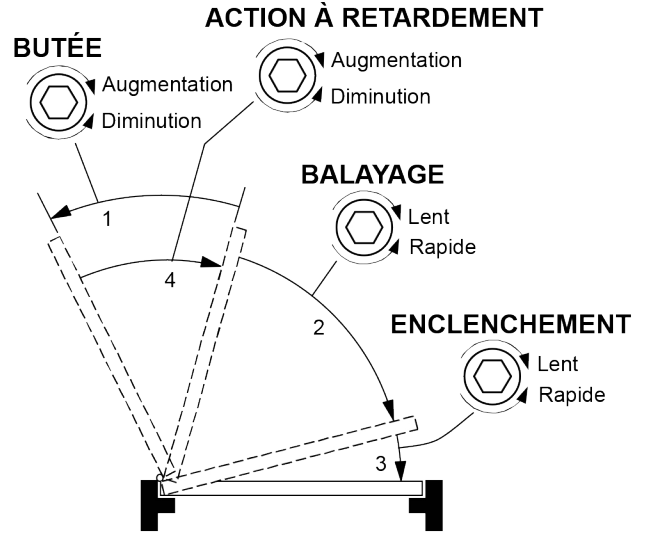 ACTION À RETARDEMENT
Augmentation
Diminution
BUTÉE
Augmentation
Diminution
BALAYAGE
Lent
Rapide
ENCLENCHEMENT
Lent
Rapide
1
4
2
3